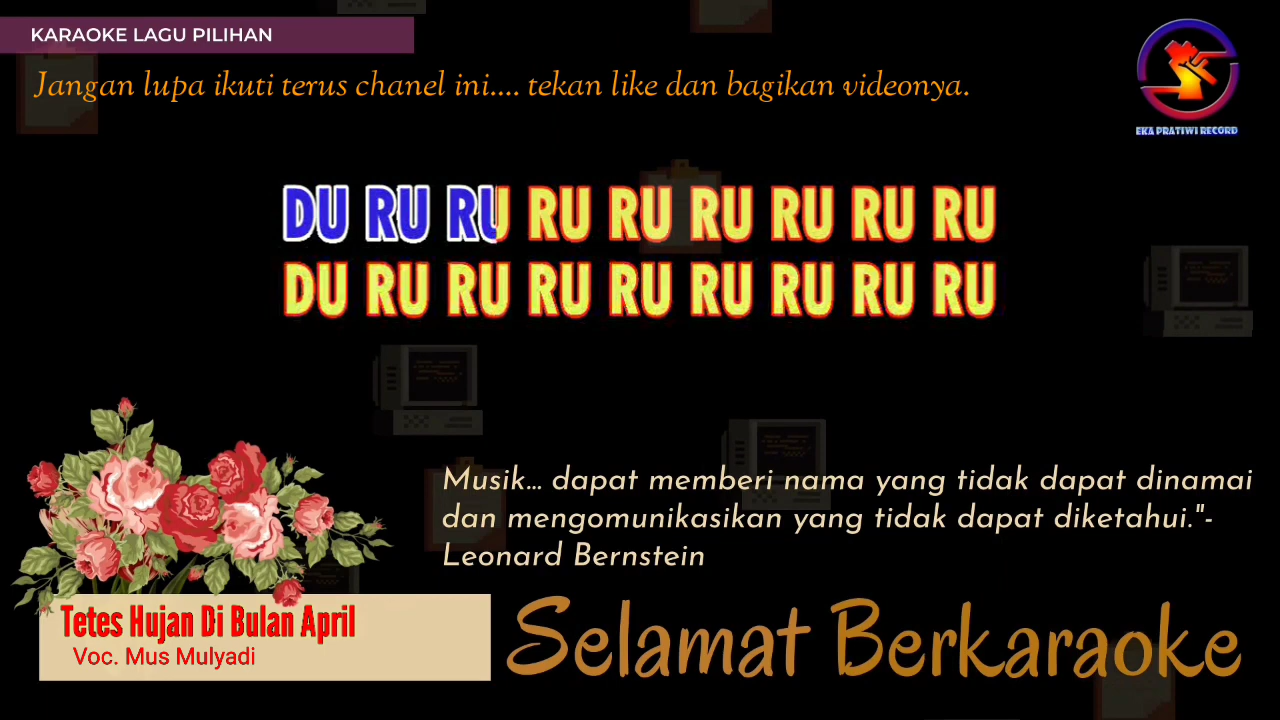 KARAOKE LAGU PILIHAN
Jangan lupa ikuti terus chanel ini.... tekan like dan bagikan videonya.
EKA PRATIWI RECORD
DU RU RU RU RU RU RU RU RU
DU RU RU RU RU RU RU RU RU
Musik... dapat memberi nama yang tidak dapat dinamai
dan mengomunikasikan yang tidak dapat diketahui."-
Leonard Bernstein
Tetes Hujan Di Bulan April
Voc. Mus Mulyadi
Selamat Berkaraoke